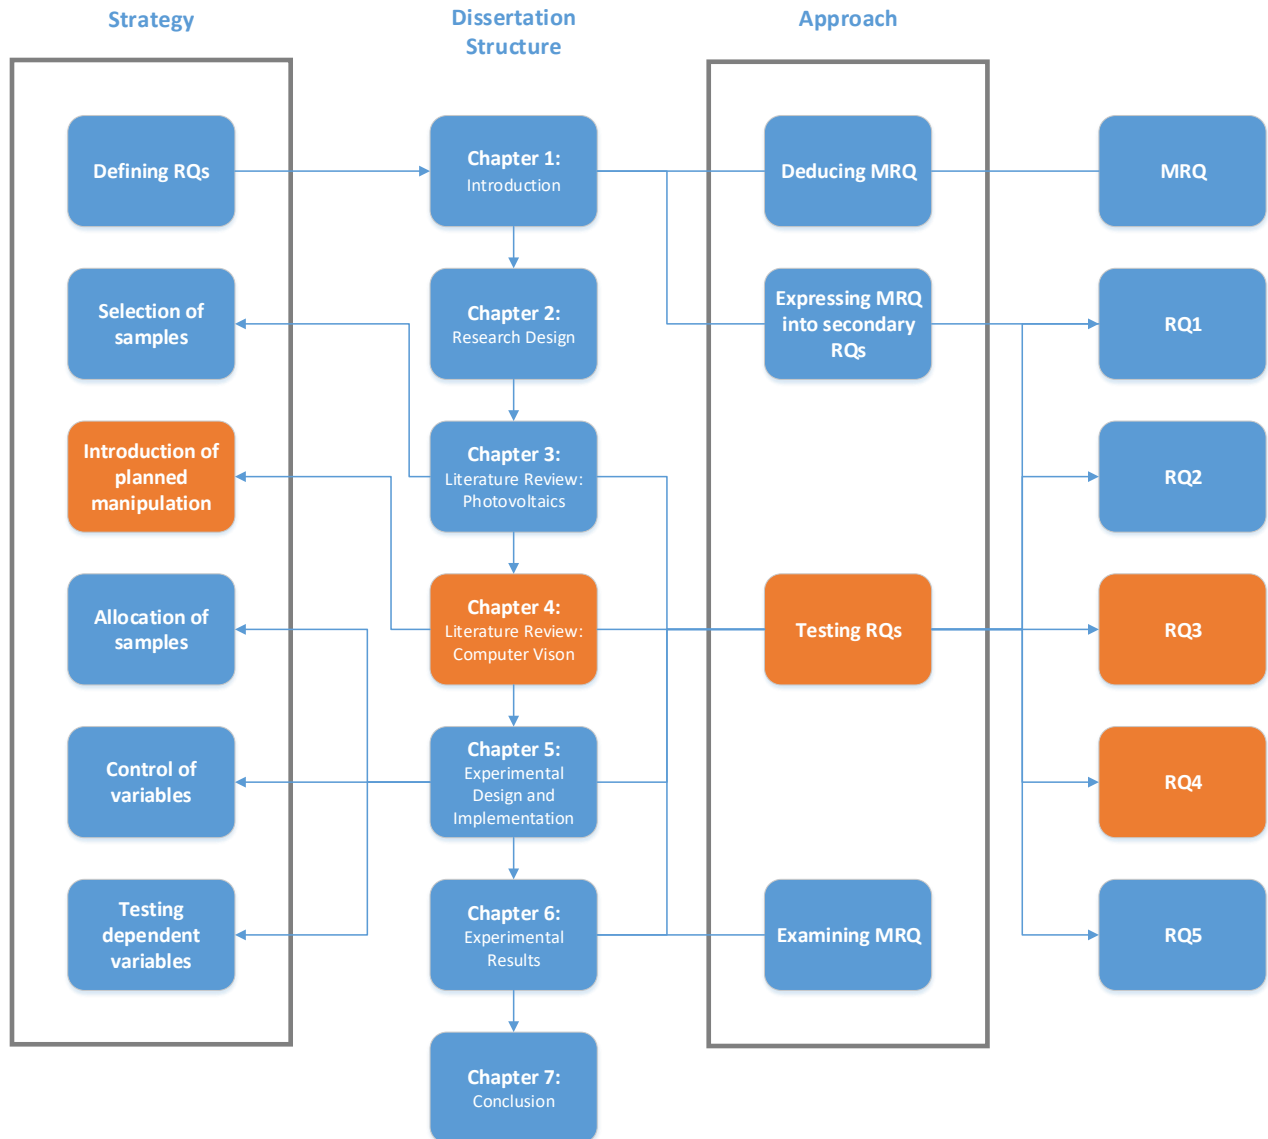 Strategy
Dissertation
Structure
Approach
Defining RQs
Chapter 1:
Introduction
Deducing MRQ
MRQ
Selection of
samples
Chapter 2:
Research Design
Expressing MRQ
into secondary
RQs
RQ1
Introduction of
planned
manipulation
Chapter 3:
Literature Review:
Photovoltaics
RQ2
Allocation of
samples
Chapter 4:
Literature Review:
Computer Vison
Testing RQs
RQ3
Control of
variables
Chapter 5:
Experimental
Design and
Implementation
RQ4
Testing
dependent
variables
Chapter 6:
Experimental
Results
Examining MRQ
RQ5
Chapter 7:
Conclusion